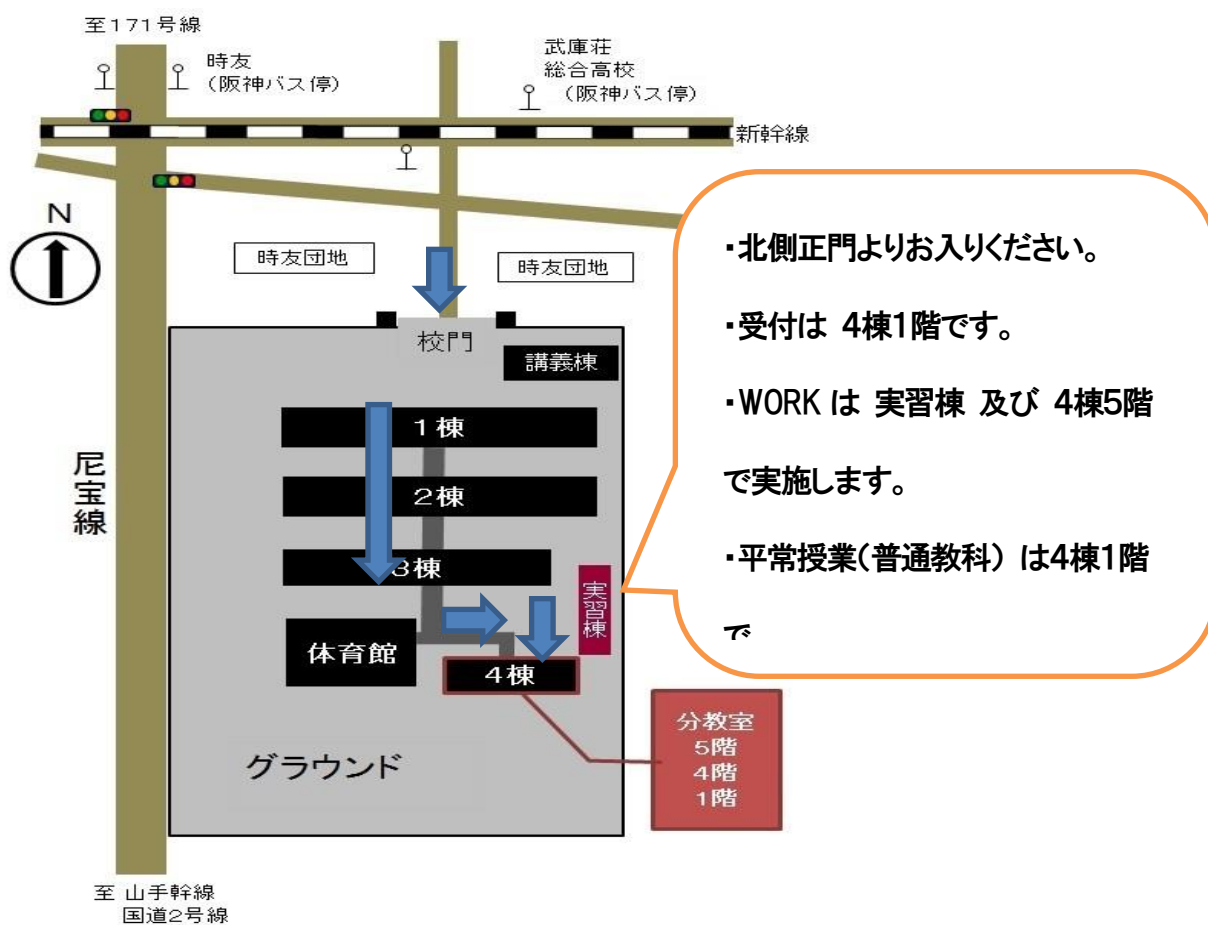 至171号線
時友
(阪神バス停)
武庫荘
総合高校
(阪神バス停)
新幹線
N
時友団地
時友団地
・北側正門よりお入りください。
・受付は 4棟1階です。
・WORK は 実習棟 及び 4棟5階
で実施します。
・平常授業(普通教科) は4棟1階
で
校門
講義棟
1棟
2棟
3棟
尼宝線
実習棟
体育館
4棟
分教室
5階
4階
1階
グラウンド
至 山手幹線
国道2号線